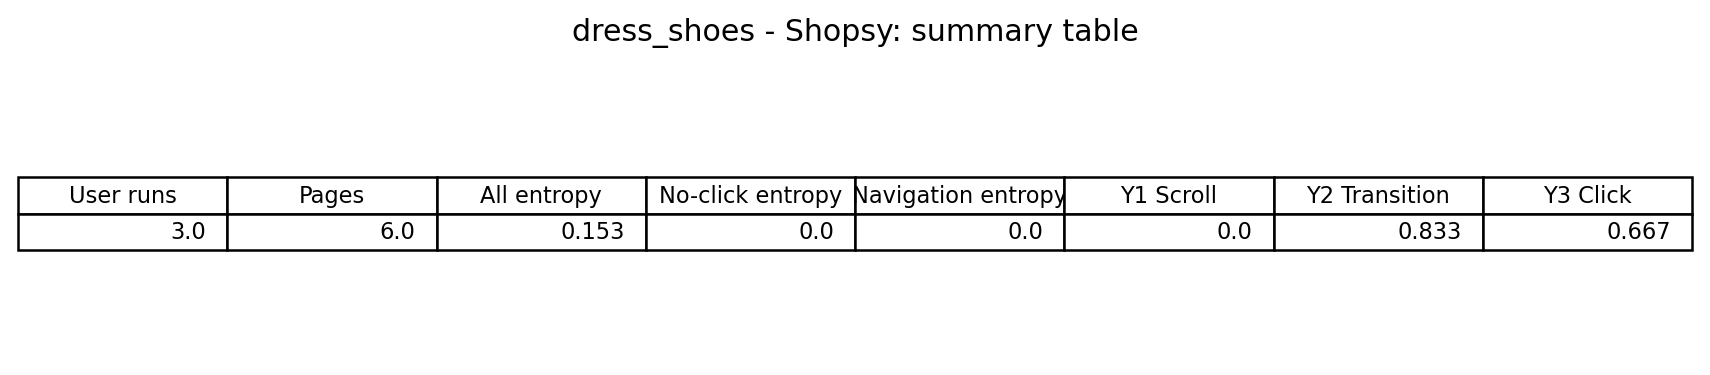 dress_shoes - Shopsy: summary table
User runs Pages All entropy No-click entropy Navigation entropy Y1 Scroll Y2 Transition Y3 Click
3.0 6.0 0.153 0.0 0.0 0.0 0.833 0.667